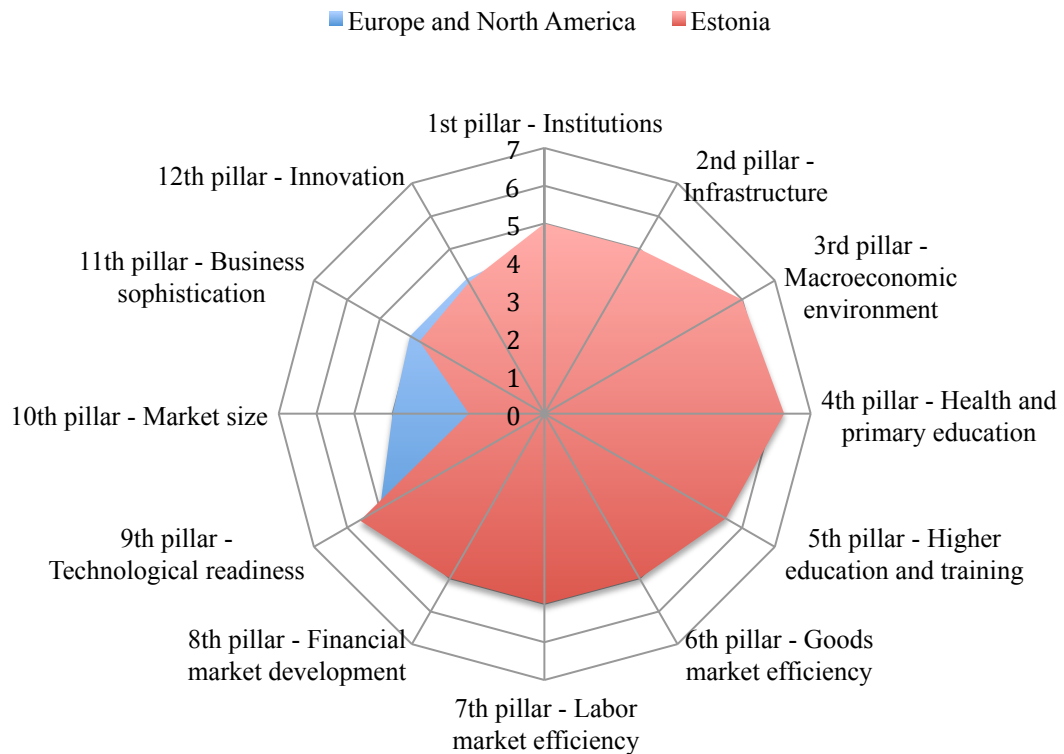 Europe and North America
Estonia
1st pillar - Institutions
2nd pillar -
Infrastructure
3rd pillar -
Macroeconomic
environment
4th pillar - Health and
primary education
5th pillar - Higher
education and training
6th pillar - Goods
market efficiency
7th pillar - Labor
market efficiency
8th pillar - Financial
market development
9th pillar -
Technological readiness
10th pillar - Market size
11th pillar - Business
sophistication
12th pillar - Innovation
7
6
5
4
3
2
1
0